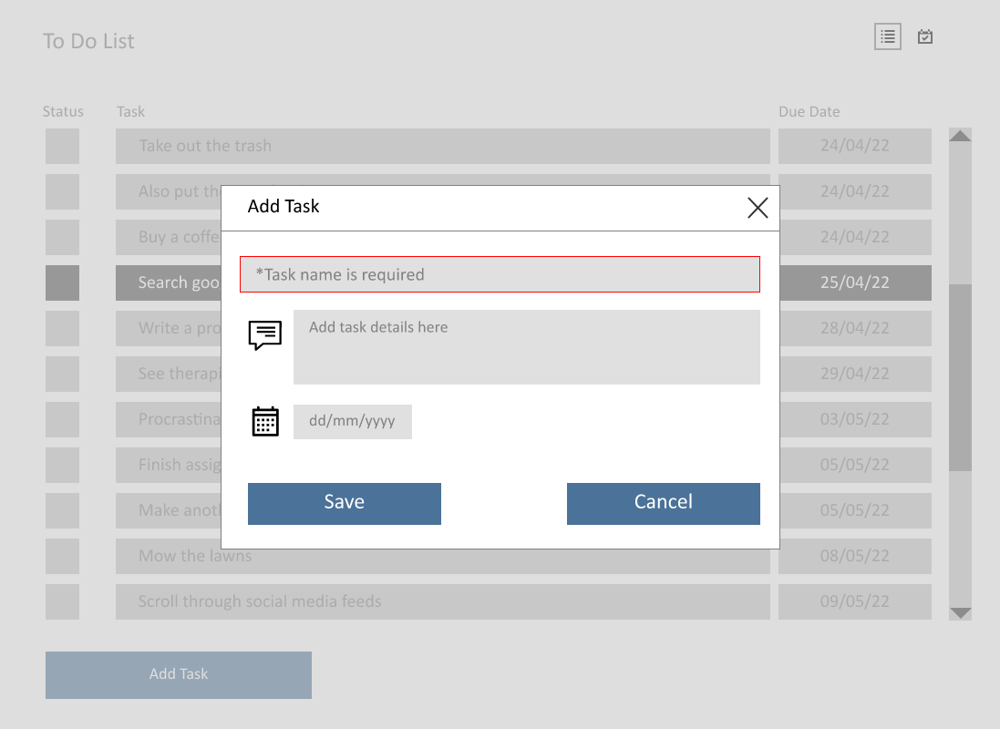 To Do List
Status Task Due Date
Take out the trash 24/04/22
Also put the 24/04/22
Buy a coffe 24/04/22
Add Task
Search goo 25/04/22
*Task name is required
Write a pro 28/04/22
Add task details here
See therapi 29/04/22
Procrastina 03/05/22
dd/mm/yyyy
Finish assig 05/05/22
Make anoth 05/05/22
Save Cancel
Mow the lawns 08/05/22
Scroll through social media feeds 09/05/22
Add Task